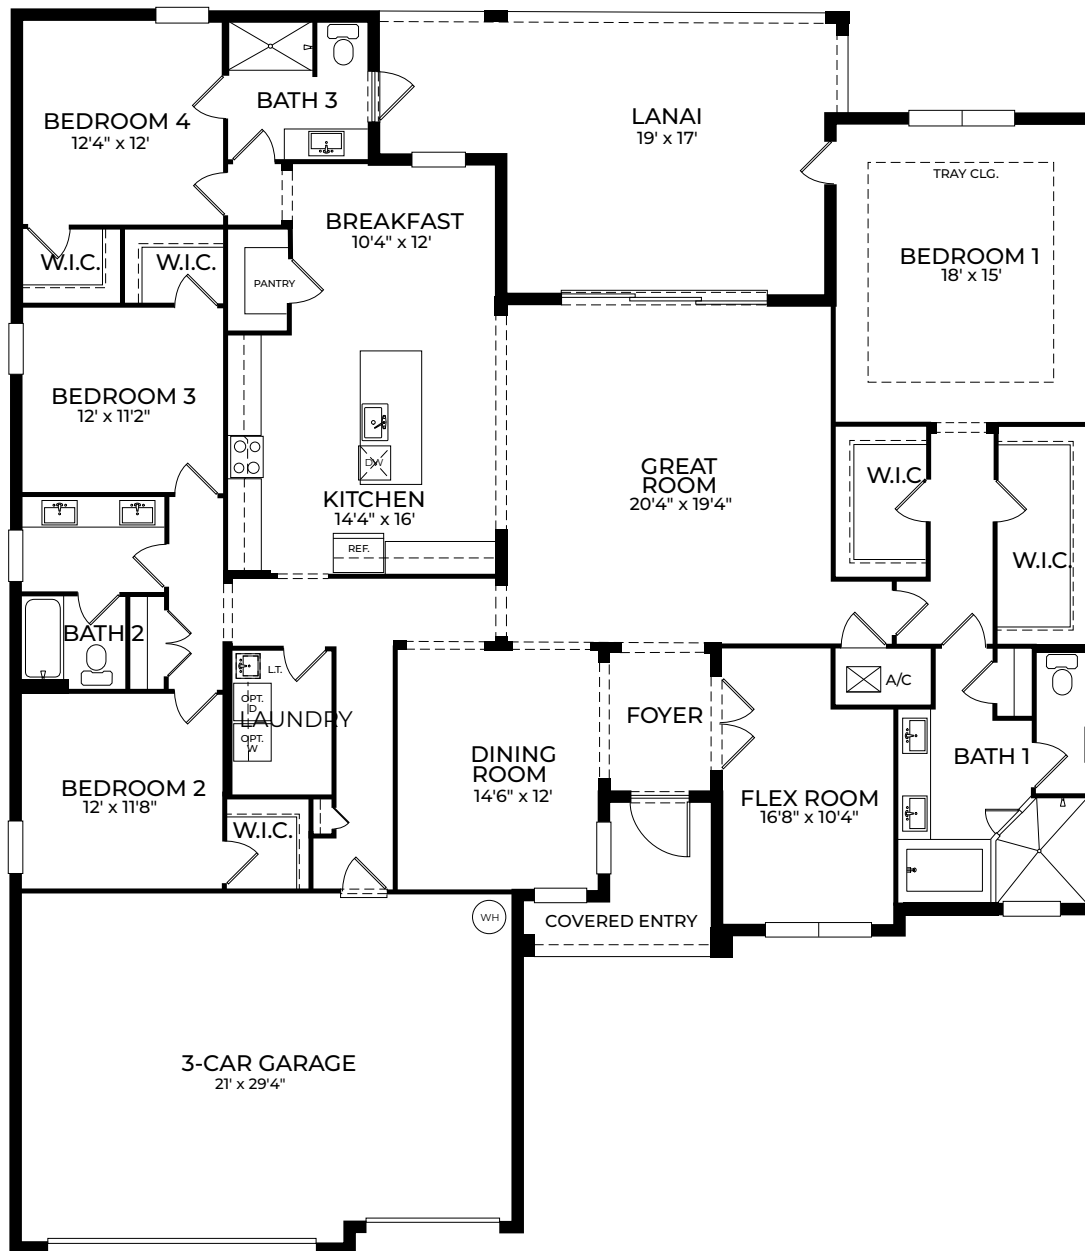 BEDROOM 4
12'4" x 12'
BATH 3
LANAI
19' x 17'
TRAY CLG.
BEDROOM 1
18' x 15'
BREAKFAST
10'4" x 12'
W.I.C.
W.I.C.
PANTRY
BEDROOM 3
12' x 11'2"
DW
KITCHEN
14'4" x 16'
REF.
GREAT
ROOM
20'4" x 19'4"
W.I.C.
W.I.C.
BATH 2
L.T.
OPT.
D
LAUNDRY
OPT.
W
A/C
FOYER
DINING
ROOM
14'6" x 12'
BATH 1
BEDROOM 2
12' x 11'8"
FLEX ROOM
16'8" x 10'4"
W.I.C.
WH
COVERED ENTRY
3-CAR GARAGE
21' x 29'4"